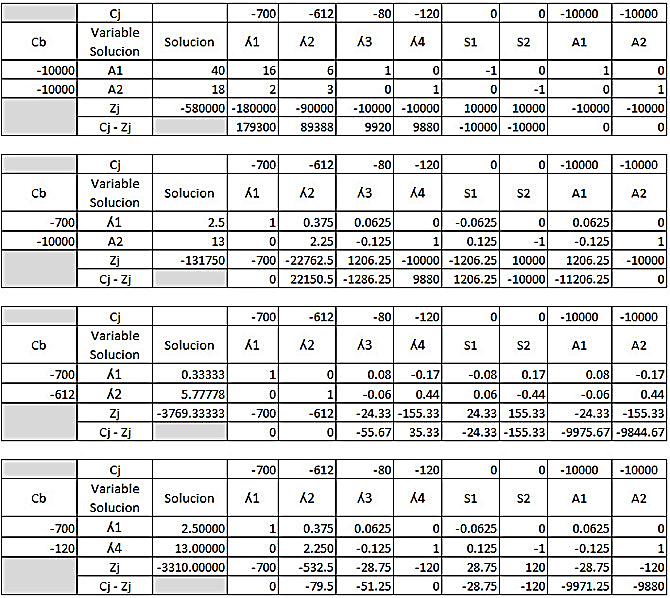 Cj -700 -612 -80 -120 0 0 -10000 -10000
Cb Variable Solucion Solucion ʎ1 ʎ2 ʎ3 ʎ4 S1 S2 A1 A2
-10000 A1 40 16 6 1 0 -1 0 1 0
-10000 A2 18 2 3 0 1 0 -1 0 1
Zj -580000 -180000 -90000 -10000 -10000 10000 10000 -10000 -10000
Cj - Zj 179300 89388 9920 9880 -10000 -10000 0 0
Cj -700 -612 -80 -120 0 0 -10000 -10000
Cb Variable Solucion Solucion ʎ1 ʎ2 ʎ3 ʎ4 S1 S2 A1 A2
-700 ʎ1 2.5 1 0.375 0.0625 0 -0.0625 0 0.0625 0
-10000 A2 13 0 2.25 -0.125 1 0.125 -1 -0.125 1
Zj -131750 -700 -22762.5 1206.25 -10000 -1206.25 10000 1206.25 -10000
Cj - Zj 0 22150.5 -1286.25 9880 1206.25 -10000 -11206.25 0
Cj -700 -612 -80 -120 0 0 -10000 -10000
Cb Variable Solucion Solucion ʎ1 ʎ2 ʎ3 ʎ4 S1 S2 A1 A2
-700 ʎ1 0.33333 1 0 0.08 -0.17 -0.08 0.17 0.08 -0.17
-612 ʎ2 5.77778 0 1 -0.06 0.44 0.06 -0.44 -0.06 0.44
Zj -3769.33333 -700 -612 -24.33 -155.33 24.33 155.33 -24.33 -155.33
Cj - Zj 0 0 -55.67 35.33 -24.33 -155.33 -9975.67 -9844.67
Cj -700 -612 -80 -120 0 0 -10000 -10000
Cb Variable Solucion Solucion ʎ1 ʎ2 ʎ3 ʎ4 S1 S2 A1 A2
-700 ʎ1 2.50000 1 0.375 0.0625 0 -0.0625 0 0.0625 0
-120 ʎ4 13.00000 0 2.250 -0.125 1 0.125 -1 -0.125 1
Zj -3310.00000 -700 -532.5 -28.75 -120 28.75 120 -28.75 -120
Cj - Zj 0 -79.5 -51.25 0 -28.75 -120 -9971.25 -9880